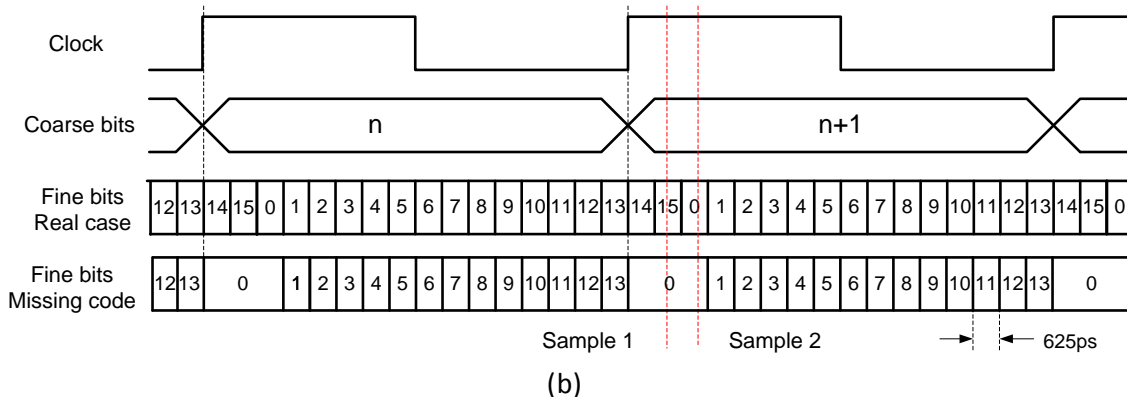 Clock
Coarse bits
n
n+1
Fine bits
Real case
12 13 14 15 0 1 2 3 4 5 6 7 8 9 10 11 12 13 14 15 0 1 2 3 4 5 6 7 8 9 10 11 12 13 14 15 0
Fine bits
Missing code
12 13 0 1 2 3 4 5 6 7 8 9 10 11 12 13 0 1 2 3 4 5 6 7 8 9 10 11 12 13 0
Sample 1
Sample 2
625ps
(b)